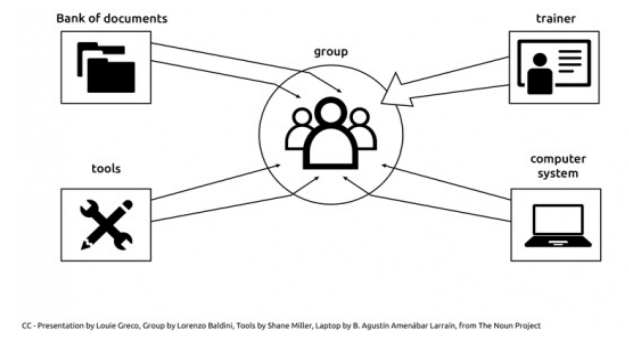 Bank of documents
trainer
group
tools
computer
system
CC - Presentation by Louie Greco, Group by Lorenzo Baldini, Tools by Shane Miller, Laptop by B. Agustín Amenábar Larraín, from The Noun Project